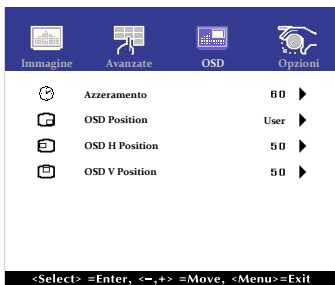 Immagine Avanzate OSD Opzioni
Azzeramento 60
OSD Position User
OSD H Position 50
OSD V Position 50
<Select> =Enter, <−,+> =Move, <Menu>=Exit